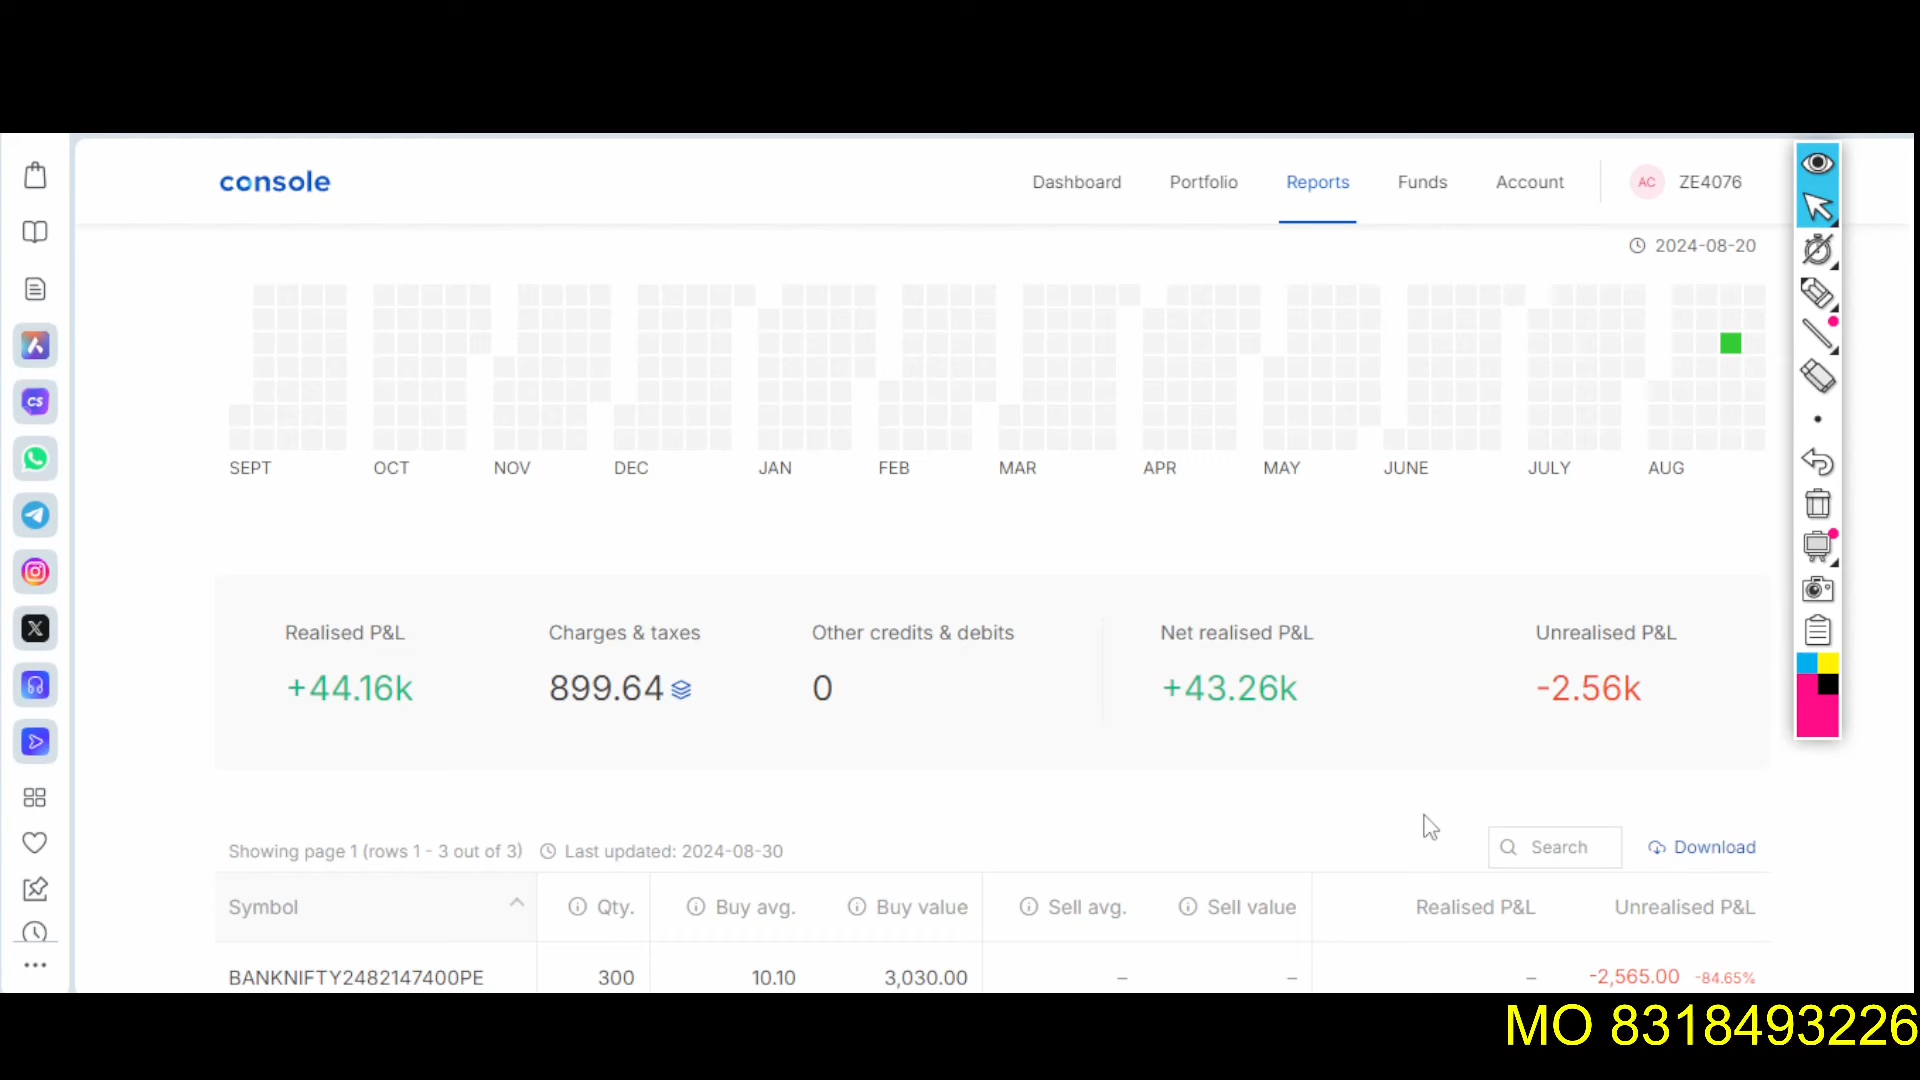 console
Dashboard
Portfolio
Reports
Funds
Account
AC
ZE4076
2024-08-20
SEPT
OCT
NOV
DEC
JAN
FEB
MAR
APR
MAY
JUNE
JULY
AUG
CS
Realised P&L
Charges & taxes
Other credits & debits
Net realised P&L
Unrealised P&L
+44.16k
899.64
0
+43.26k
-2.56k
Showing page 1 (rows 1 - 3 out of 3)
Last updated: 2024-08-30
Search
Download
Symbol
Qty.
Buy avg.
Buy value
Sell avg.
Sell value
Realised P&L
Unrealised P&L
BANKNIFTY2482147400PE
300
10.10
3,030.00
–
–
–
-2,565.00
-84.65%
MO 8318493226